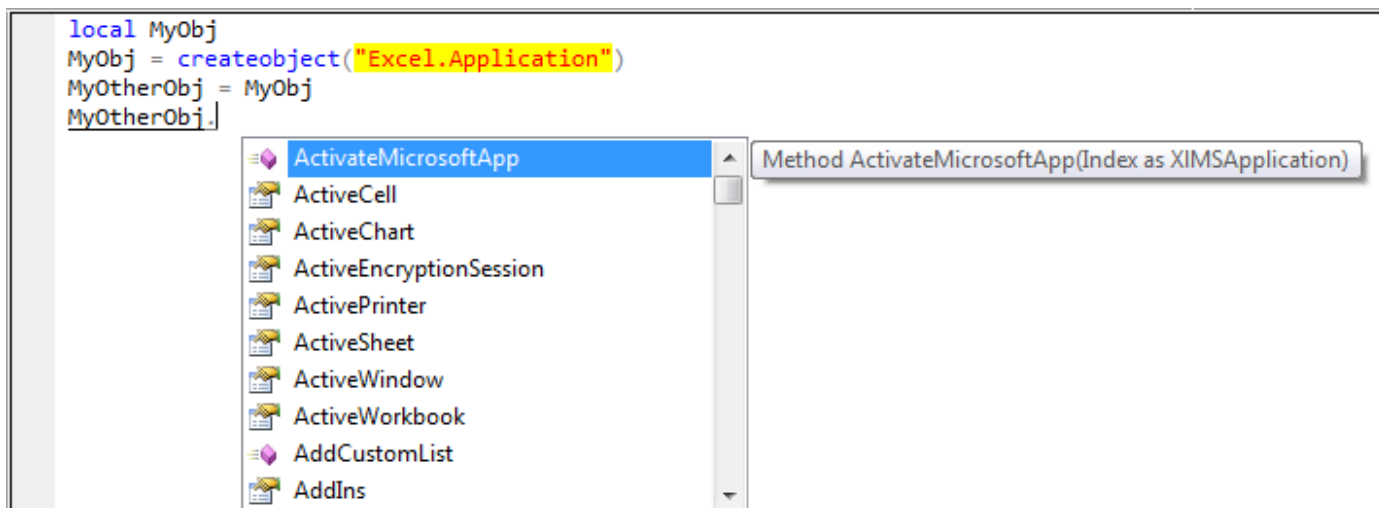 local MyObj
MyObj = createobject("Excel.Application")
MyOtherObj = MyObj
MyOtherObj.
ActivateMicrosoftApp
Method ActivateMicrosoftApp(Index as XlMSApplication)
ActiveCell
ActiveChart
ActiveEncryptionSession
ActivePrinter
ActiveSheet
ActiveWindow
ActiveWorkbook
AddCustomList
AddIns